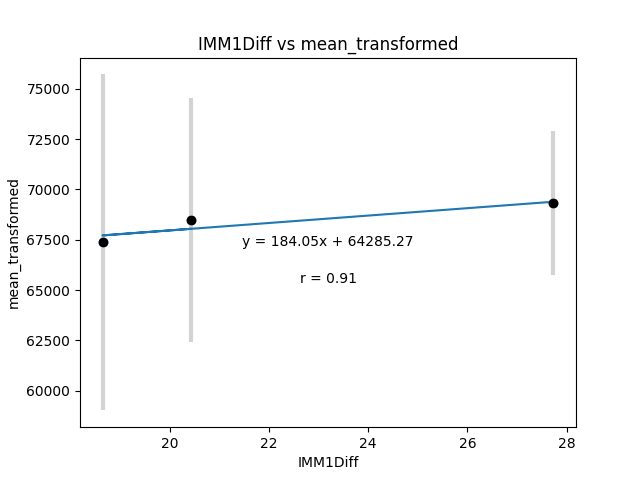 IMM1Diff vs mean_transformed
75000
72500
70000
67500
65000
62500
60000
mean_transformed
y = 184.05x + 64285.27
r = 0.91
20 22 24 26 28
IMM1Diff